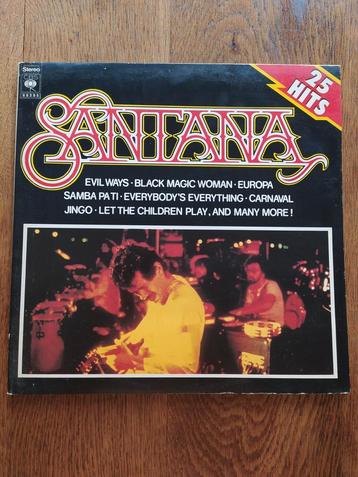 Stereo
CBS
25
HITS
SANTANA
EVIL WAYS · BLACK MAGIC WOMAN · EUROPA
SAMBA PATI · EVERYBODY'S EVERYTHING · CARNAVAL
JINGO · LET THE CHILDREN PLAY, AND MANY MORE!